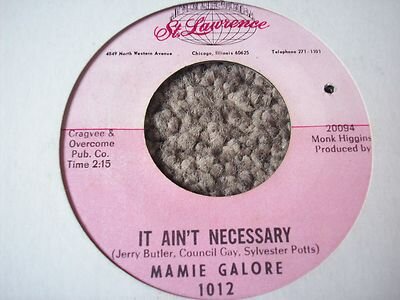 St. Lawrence
4849 North Western Avenue Chicago, Illinois 60625 Telephone 271-1101
Cragvee &
Overcome
Pub. Co.
Time 2:15
20094
Monk Higgins
Produced by
IT AIN'T NECESSARY
(Jerry Butler, Council Gay, Sylvester Potts)
MAMIE GALORE
1012